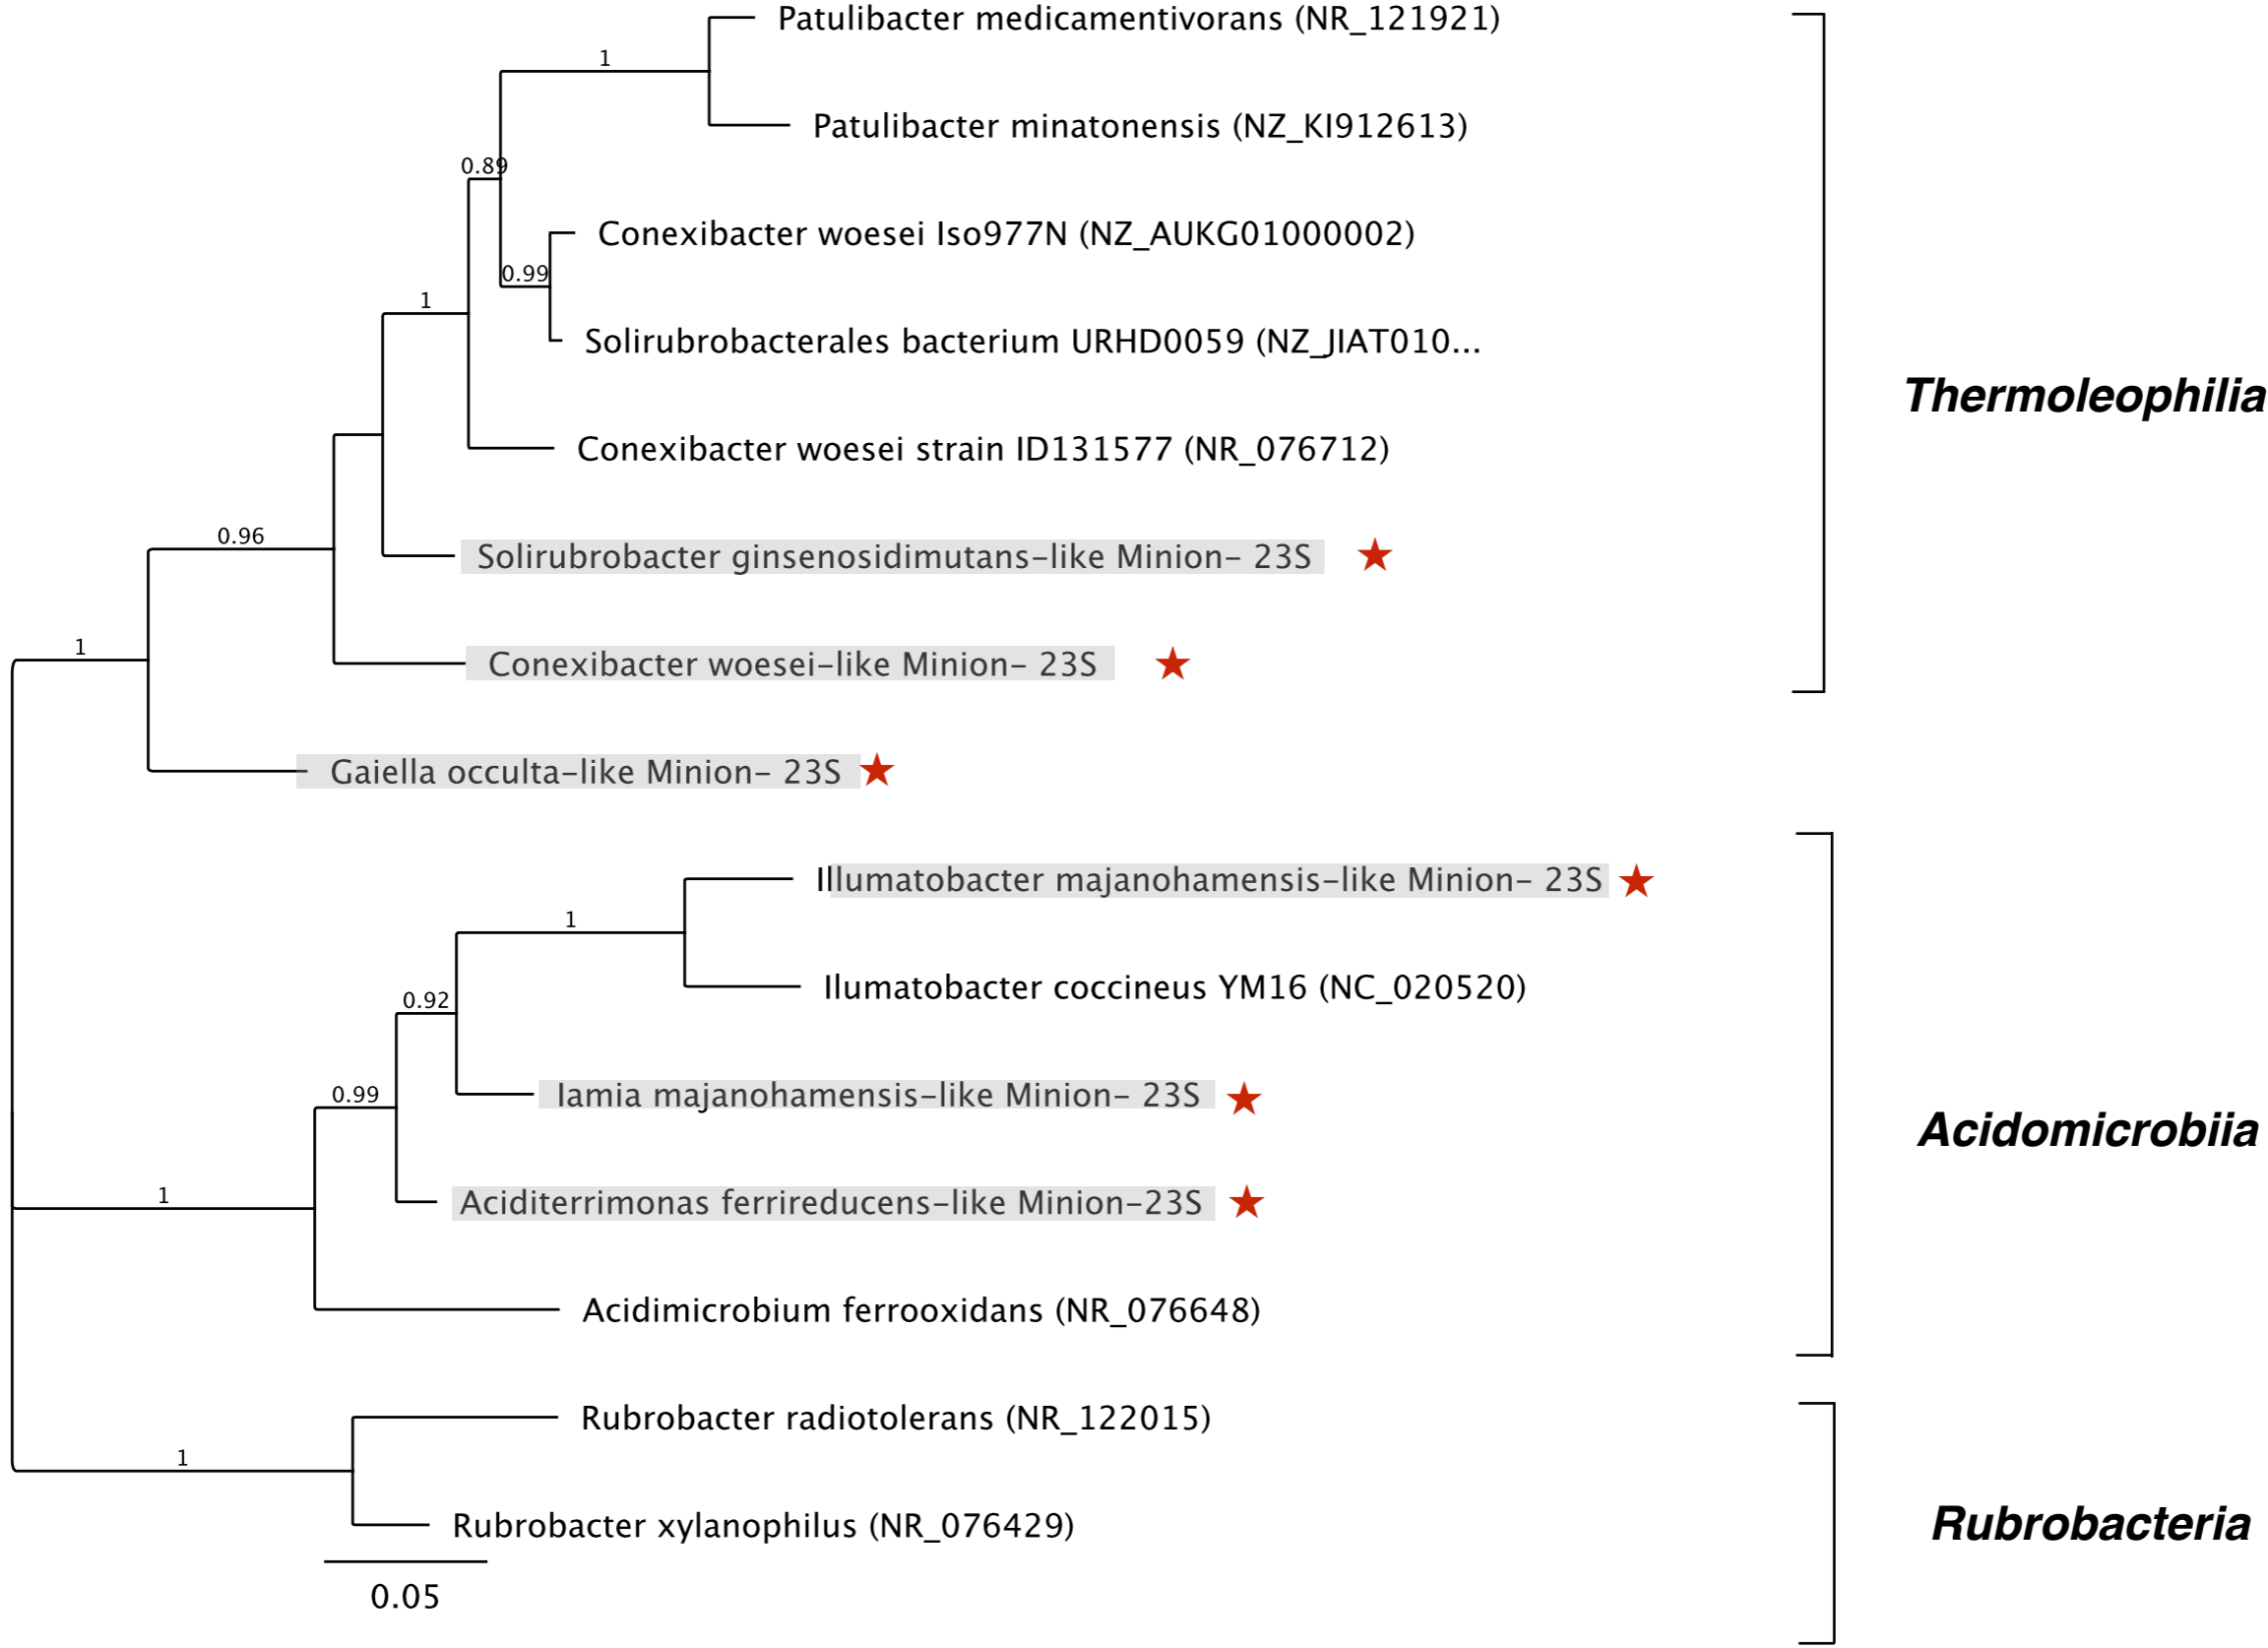 Patulibacter medicamentivorans (NR_121921)
1
Patulibacter minatonensis (NZ_KI912613)
0.89
Conexibacter woesei Iso977N (NZ_AUKG01000002)
0.99
1
Solirubrobacterales bacterium URHD0059 (NZ_JIAT010...
Thermoleophilia
Conexibacter woesei strain ID131577 (NR_076712)
0.96
Solirubrobacter ginsenosidimutans-like Minion- 23S
1
Conexibacter woesei-like Minion- 23S
Gaiella occulta-like Minion- 23S
Illumatobacter majanohamensis-like Minion- 23S
1
Ilumatobacter coccineus YM16 (NC_020520)
0.92
Iamia majanohamensis-like Minion- 23S
0.99
Acidomicrobiia
Aciditerrimonas ferrireducens-like Minion-23S
1
Acidimicrobium ferrooxidans (NR_076648)
Rubrobacter radiotolerans (NR_122015)
1
Rubrobacter xylanophilus (NR_076429)
Rubrobacteria
0.05